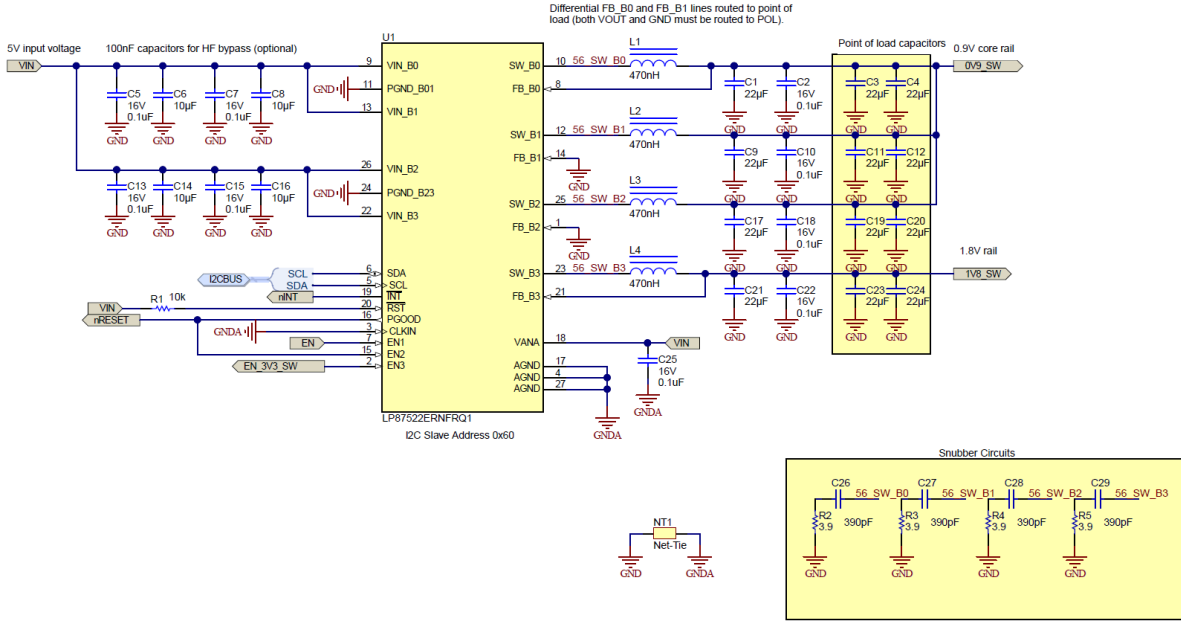 Differential FB_B0 and FB_B1 lines routed to point of
load (both VOUT and GND must be routed to POL).
5V input voltage
100nF capacitors for HF bypass (optional)
U1
L1
Point of load capacitors
0.9V core rail
VIN
9
VIN_B0
SW_B0
10
56_SW_B0
470nH
0V9_SW
C5
16V
0.1uF
GND
C6
10µF
GND
C7
16V
0.1uF
GND
C8
10µF
GND
GND
11
PGND_B01
FB_B0
8
13
VIN_B1
C1
22µF
GND
C2
16V
0.1uF
GND
C3
22µF
GND
C4
22µF
GND
L2
SW_B1
12
56_SW_B1
470nH
FB_B1
14
GND
C9
22µF
GND
C10
16V
0.1uF
GND
C11
22µF
GND
C12
22µF
GND
26
VIN_B2
C13
16V
0.1uF
GND
C14
10µF
GND
C15
16V
0.1uF
GND
C16
10µF
GND
GND
24
PGND_B23
22
VIN_B3
L3
SW_B2
25
56_SW_B2
470nH
FB_B2
1
GND
C17
22µF
GND
C18
16V
0.1uF
GND
C19
22µF
GND
C20
22µF
GND
L4
1.8V rail
SW_B3
23
56_SW_B3
470nH
1V8_SW
FB_B3
21
C21
22µF
GND
C22
16V
0.1uF
GND
C23
22µF
GND
C24
22µF
GND
I2CBUS
SCL
6
SDA
SDA
5
SCL
nINT
19
INT
VIN
R1
10k
20
RST
nRESET
16
PGOOD
GNDA
3
CLKIN
EN
7
EN1
15
EN2
EN_3V3_SW
2
EN3
VANA
18
VIN
C25
16V
0.1uF
GNDA
AGND
17
AGND
4
AGND
27
GNDA
LP87522ERNFRQ1
I2C Slave Address 0x60
Snubber Circuits
C26
56_SW_B0
R2
3.9
390pF
GND
C27
56_SW_B1
R3
3.9
390pF
GND
C28
56_SW_B2
R4
3.9
390pF
GND
C29
56_SW_B3
R5
3.9
390pF
GND
NT1
Net-Tie
GND
GNDA